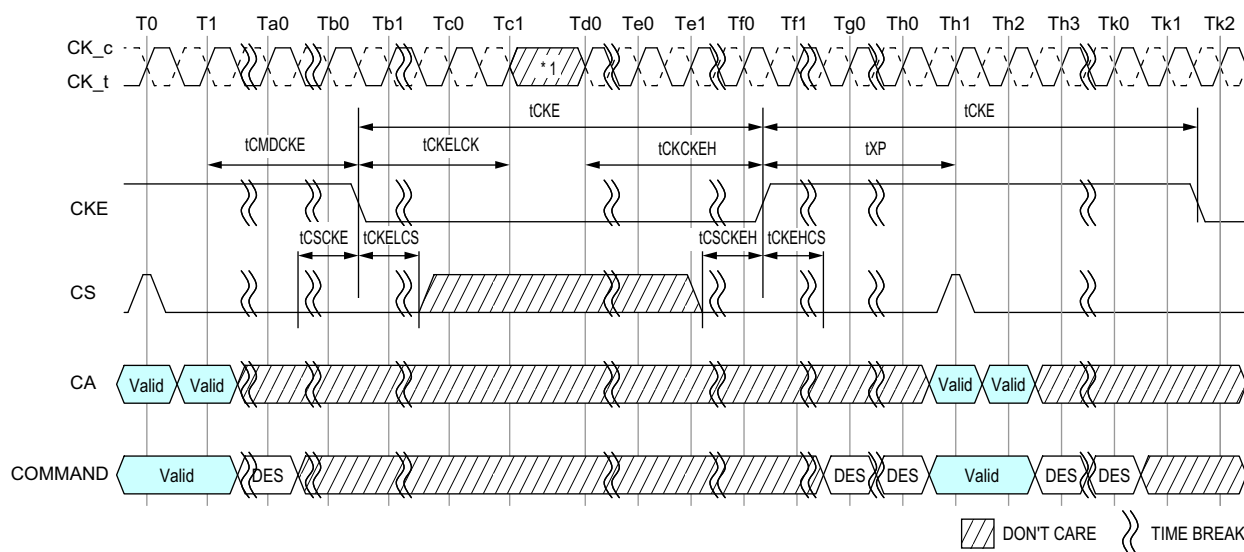 T0 T1 Ta0 Tb0 Tb1 Tc0 Tc1 Td0 Te0 Te1 Tf0 Tf1 Tg0 Th0 Th1 Th2 Th3 Tk0 Tk1 Tk2
CK_c
*1
CK_t
tCKE tCKE
tCMDCKE tCKELCK tCKCKEH tXP
CKE
tCSCKE tCKELCS tCSCKEH tCKEHCS
CS
CA Valid Valid Valid Valid
COMMAND Valid DES DES DES Valid DES DES
DON'T CARE TIME BREAK